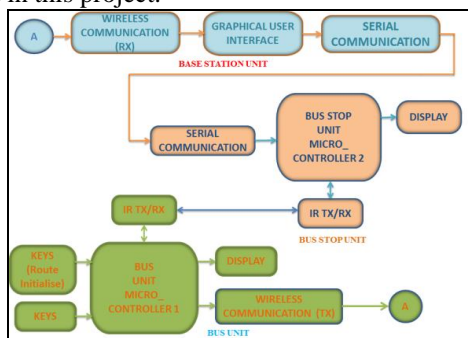 in this project.
A
WIRELESS
COMMUNICATION
(RX)
GRAPHICAL USER
INTERFACE
SERIAL
COMMUNICATION
BASE STATION UNIT
SERIAL
COMMUNICATION
BUS STOP
UNIT
MICRO_
CONTROLLER 2
DISPLAY
IR TX/RX
IR TX/RX
BUS STOP UNIT
KEYS
(Route
Initialise)
BUS
UNIT
MICRO_
CONTROLLER 1
DISPLAY
KEYS
WIRELESS
COMMUNICATION (TX)
A
BUS UNIT